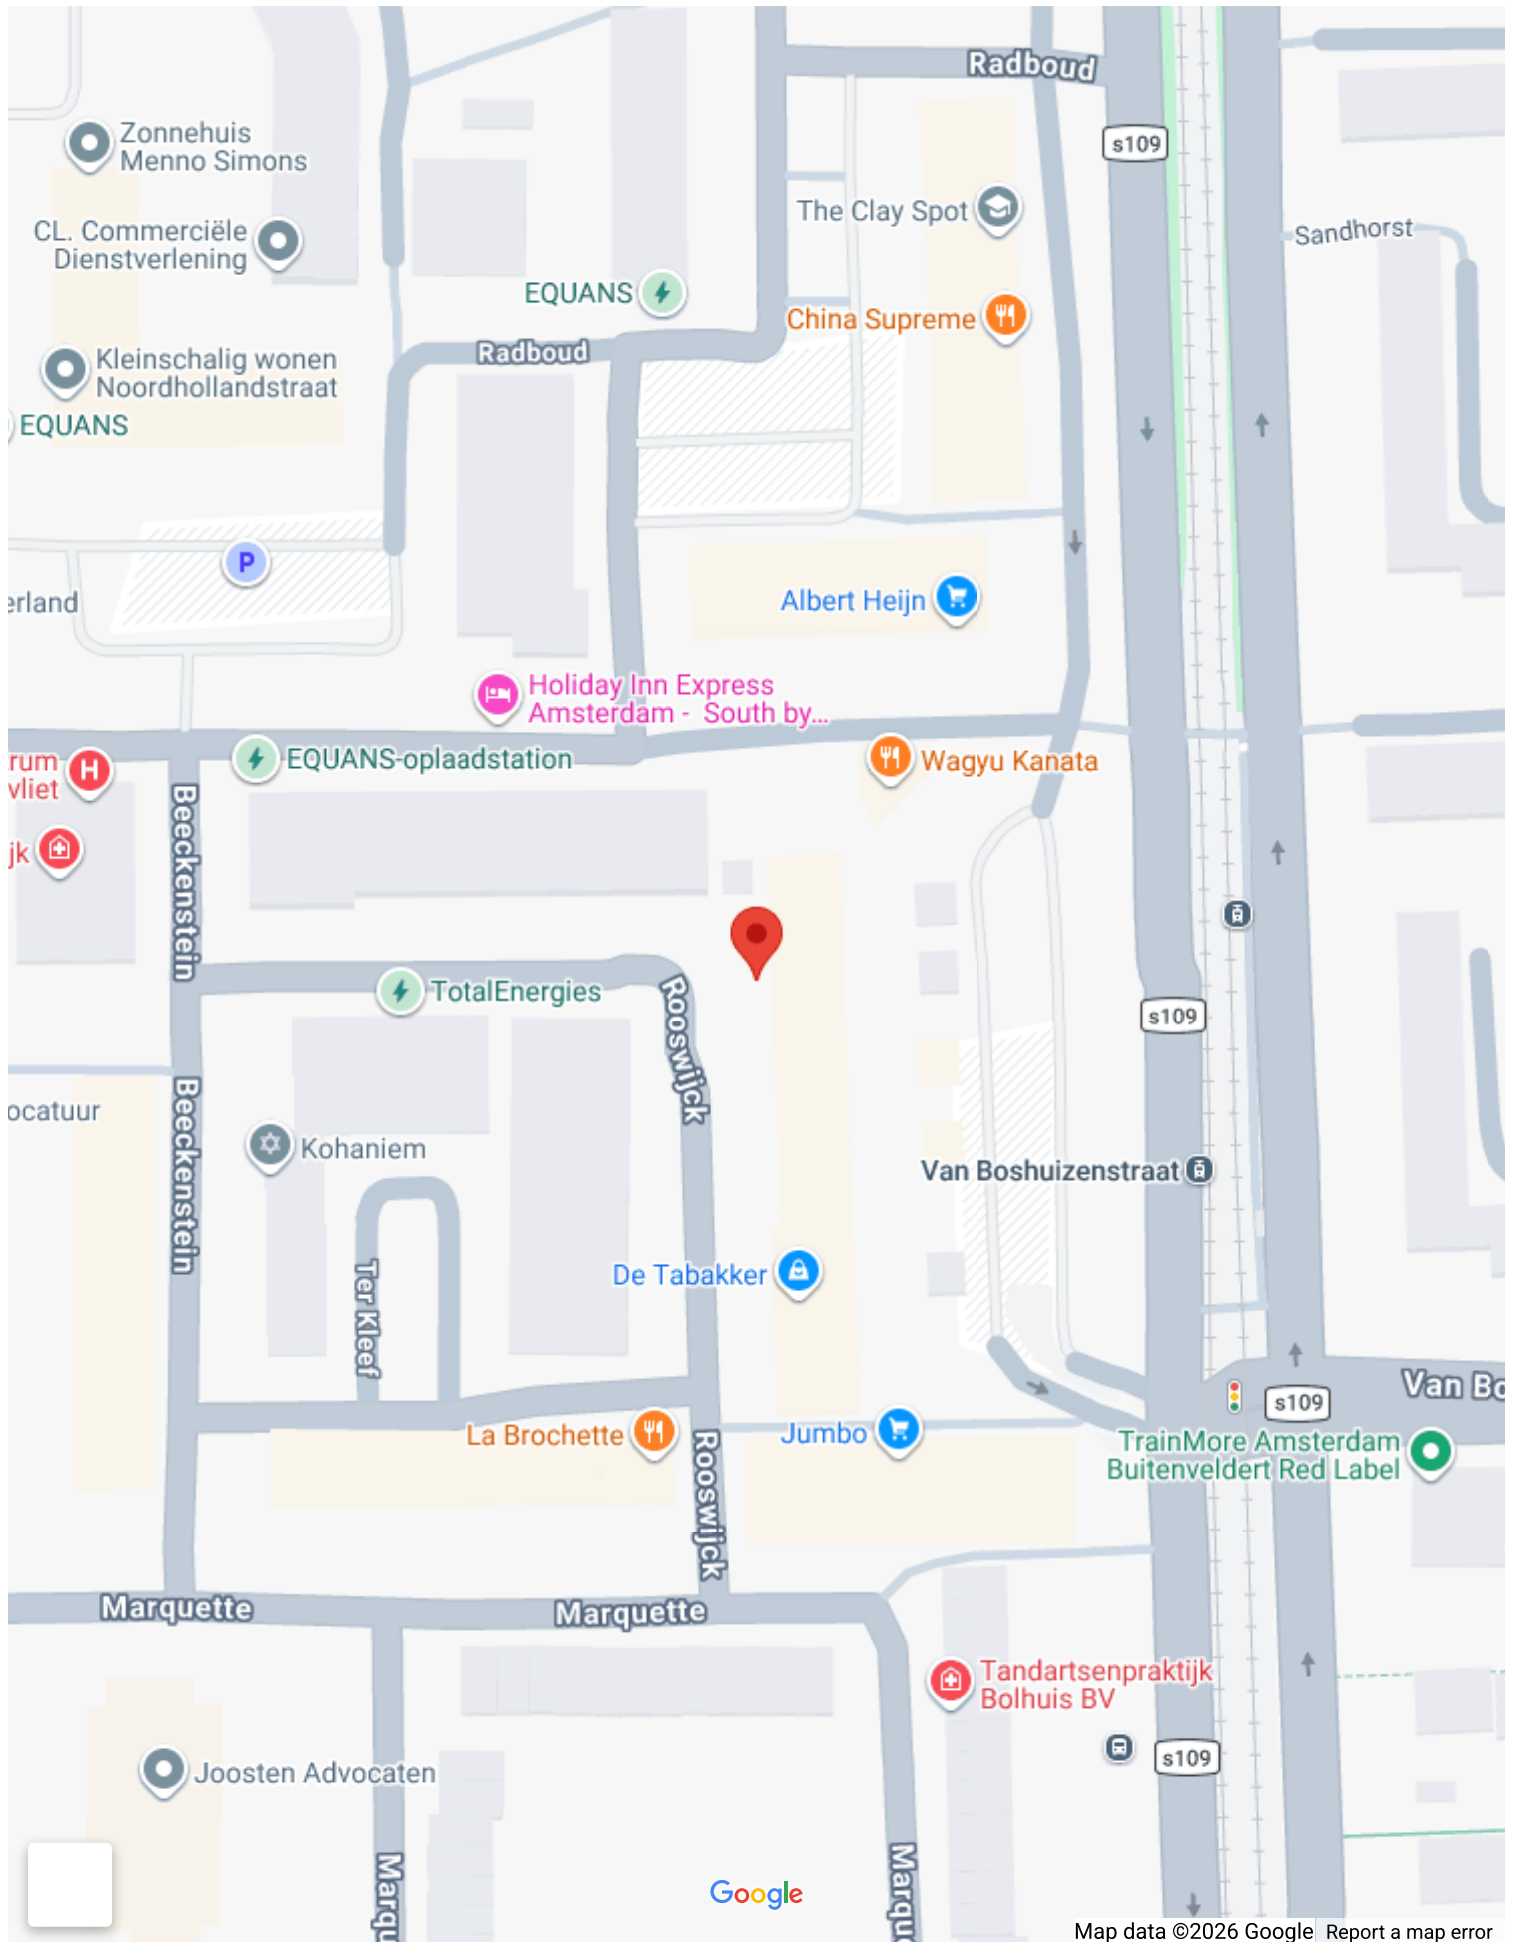 Radboud
s109
Zonnehuis
Menno Simons
The Clay Spot
CL. Commerciële
Dienstverlening
Sandhorst
EQUANS
China Supreme
Radboud
Kleinschalig wonen
Noordhollandstraat
EQUANS
P
erland
Albert Heijn
Holiday Inn Express
Amsterdam - South by...
EQUANS-oplaadstation
Wagyu Kanata
rum
vliet
H
jk
Beeckenstein
TotalEnergies
Rooswijck
s109
ocatuur
Kohaniem
Beeckenstein
Van Boshuizenstraat
De Tabakker
Ter Kleef
Van Bo
s109
La Brochette
Jumbo
TrainMore Amsterdam
Buitenveldert Red Label
Rooswijck
Marquette
Marquette
Tandartsenpraktijk
Bolhuis BV
s109
Joosten Advocaten
Marqu
Marque
Google
Map data ©2026 Google
Report a map error